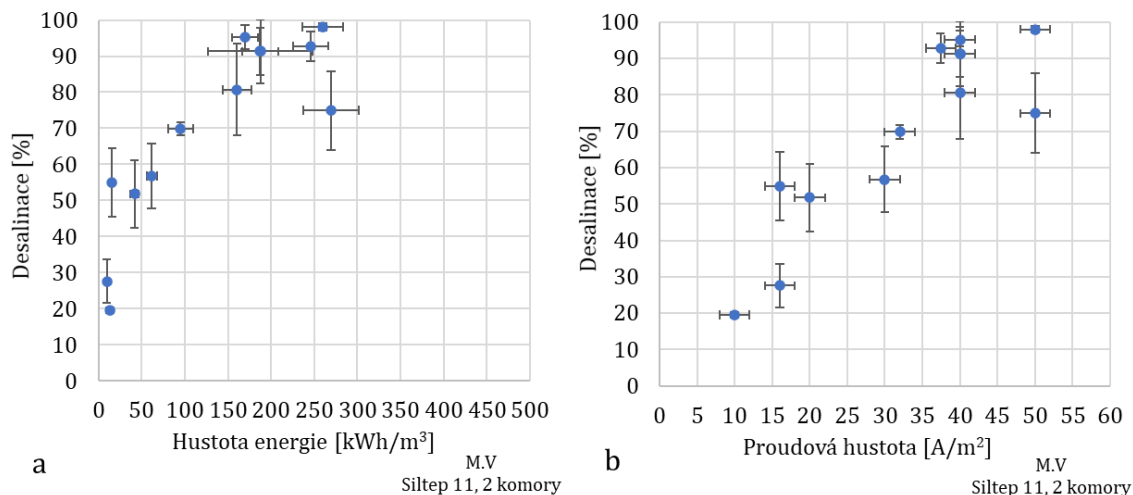 Desalinace [%]
100
90
80
70
60
50
40
30
20
10
0
0 50 100 150 200 250 300 350 400 450 500
Hustota energie [kWh/m³]
a
M.V
Siltep 11, 2 komory
Desalinace [%]
100
90
80
70
60
50
40
30
20
10
0
0 5 10 15 20 25 30 35 40 45 50 55 60
Proudová hustota [A/m²]
b
M.V
Siltep 11, 2 komory